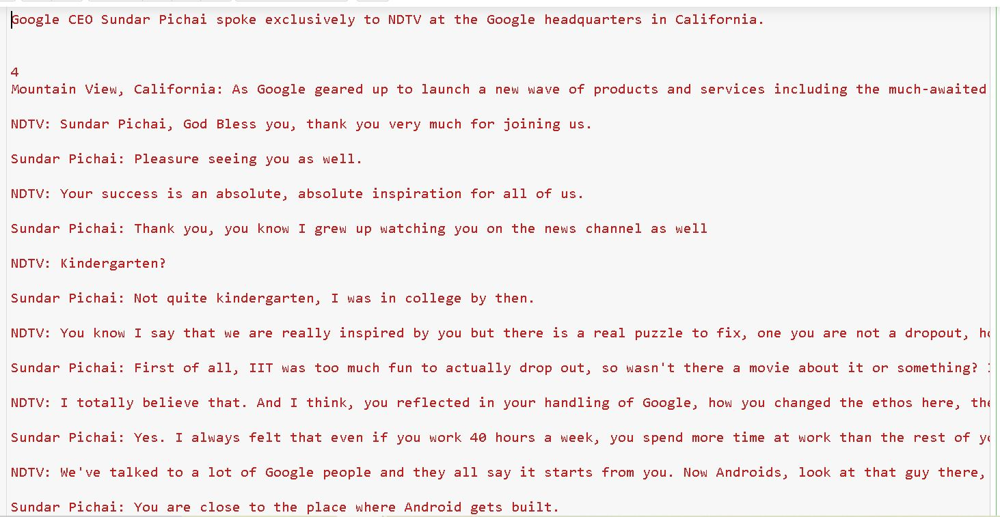 Google CEO Sundar Pichai spoke exclusively to NDTV at the Google headquarters in California.
4
Mountain View, California: As Google geared up to launch a new wave of products and services including the much-awaited
NDTV: Sundar Pichai, God Bless you, thank you very much for joining us.
Sundar Pichai: Pleasure seeing you as well.
NDTV: Your success is an absolute, absolute inspiration for all of us.
Sundar Pichai: Thank you, you know I grew up watching you on the news channel as well
NDTV: Kindergarten?
Sundar Pichai: Not quite kindergarten, I was in college by then.
NDTV: You know I say that we are really inspired by you but there is a real puzzle to fix, one you are not a dropout,
Sundar Pichai: First of all, IIT was too much fun to actually drop out, so wasn't there a movie about it or something?
NDTV: I totally believe that. And I think, you reflected in your handling of Google, how you changed the ethos here,
Sundar Pichai: Yes. I always felt that even if you work 40 hours a week, you spend more time at work than the rest of
NDTV: We've talked to a lot of Google people and they all say it starts from you. Now Androids, look at that guy there,
Sundar Pichai: You are close to the place where Android gets built.